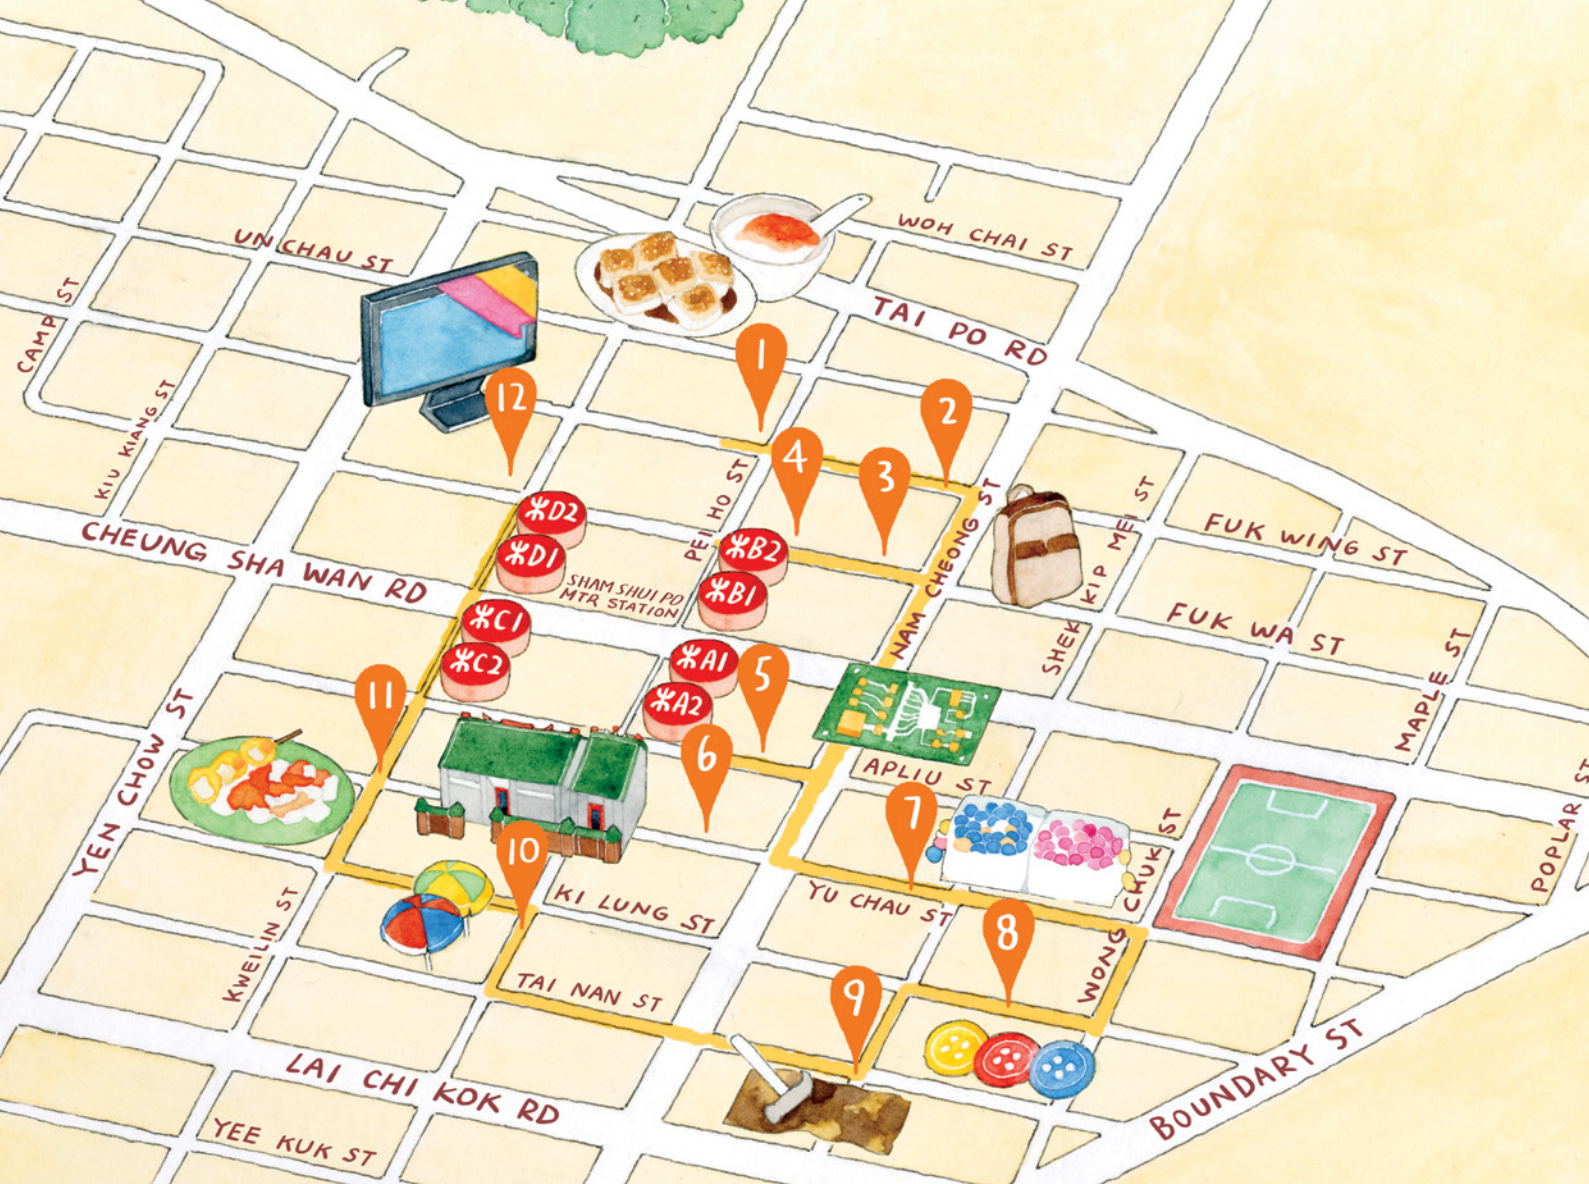 WOH CHAI ST
UN CHAU ST
TAI PO RD
CAMP ST
1
KIU KIANG ST
12
2
4
3
PEI HO ST
NAM CHEONG ST
SHEK KIP MEI ST
FUK WING ST
CHEUNG SHA WAN RD
D2
D1
SHAM SHUI PO
MTR STATION
B2
B1
FUK WA ST
MAPLE ST
C1
C2
A1
A2
5
11
6
YEN CHOW ST
APLIU ST
7
10
WONG CHUK ST
POPLAR ST
KI LUNG ST
YU CHAU ST
8
KWEILIN ST
TAI NAN ST
9
LAI CHI KOK RD
BOUNDARY ST
YEE KUK ST